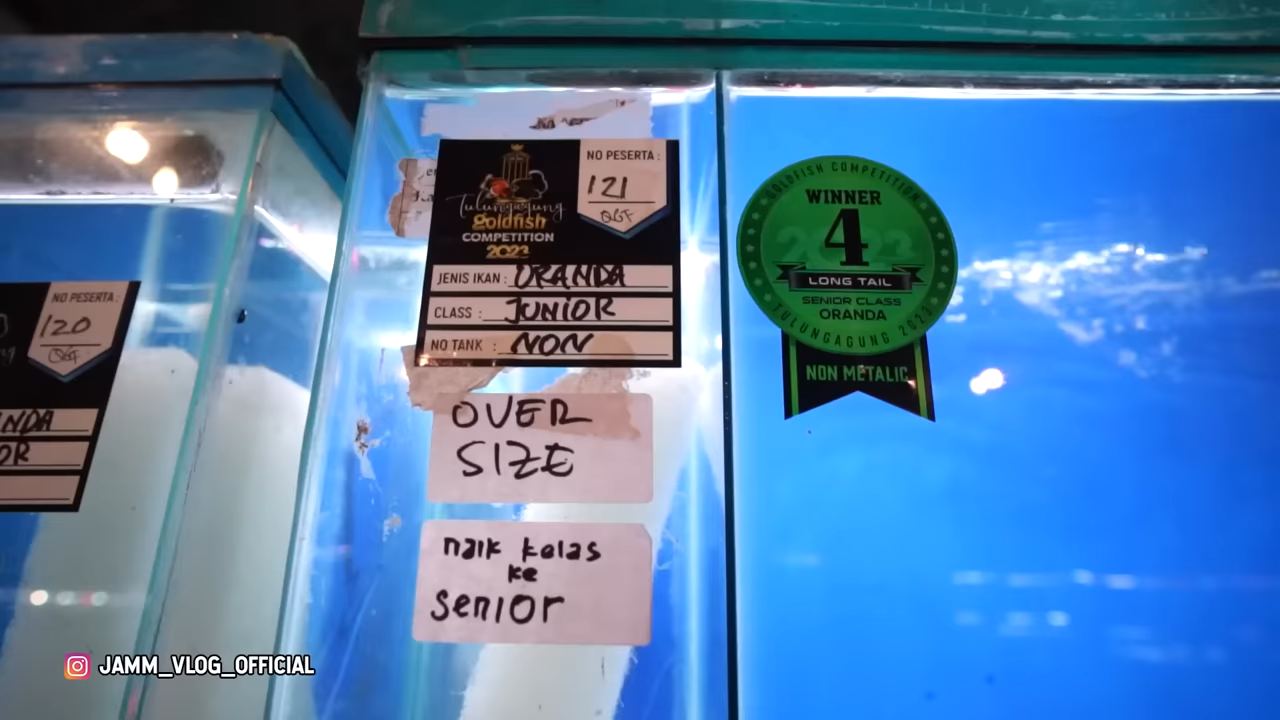 NO PESERTA :
121
QGF
Tulungagung
goldfish
COMPETITION
2023
JENIS IKAN : ORANDA
CLASS : JUNIOR
NO TANK : NON
OVER
SIZE
naik kelas
ke
senior
GOLDFISH COMPETITION
WINNER
4
LONG TAIL
SENIOR CLASS
ORANDA
TULUNGAGUNG 2023
NON METALIC
NO PESERTA :
120
QGF
NDA
OR
JAMM_VLOG_OFFICIAL